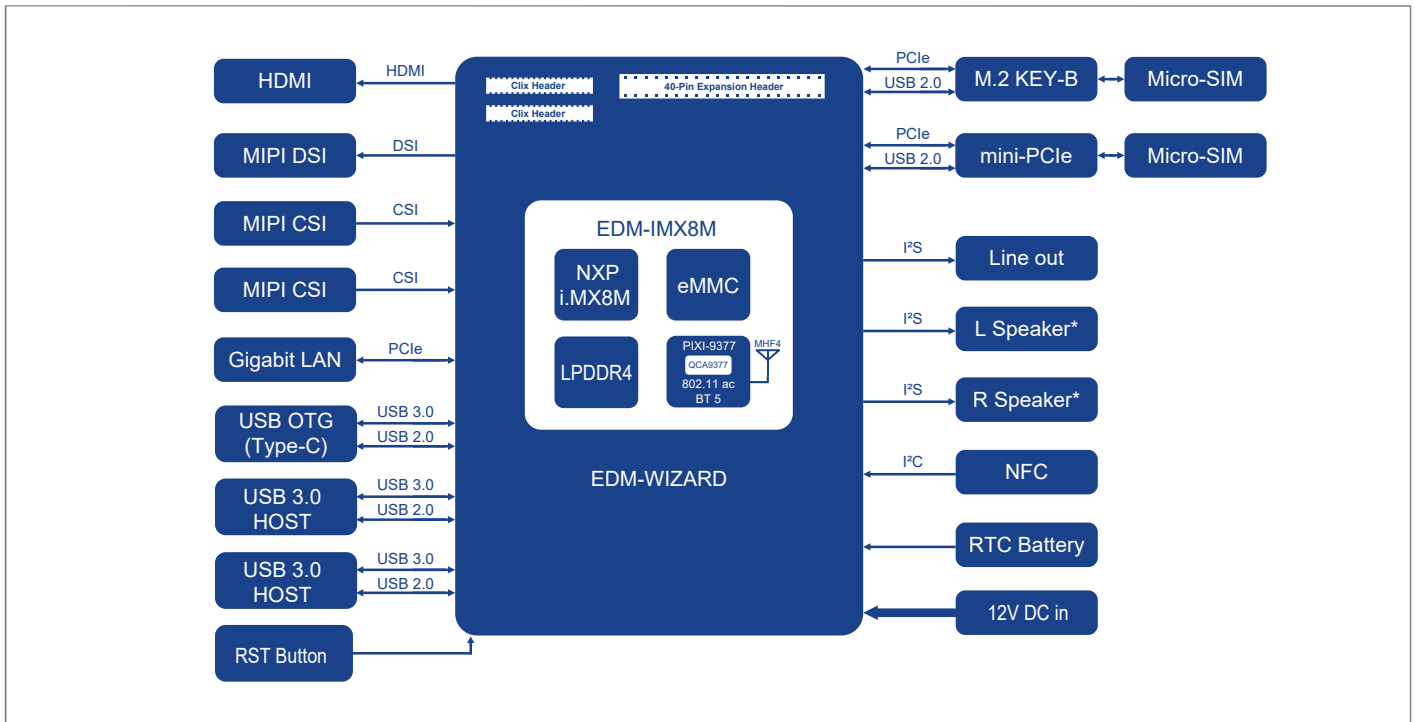 HDMI
HDMI
MIPI DSI
DSI
MIPI CSI
CSI
MIPI CSI
CSI
Gigabit LAN
PCIe
USB OTG
(Type-C)
USB 3.0
USB 2.0
USB 3.0
HOST
USB 3.0
USB 2.0
USB 3.0
HOST
USB 3.0
USB 2.0
RST Button
Clix Header
Clix Header
40-Pin Expansion Header
EDM-IMX8M
NXP
i.MX8M
eMMC
LPDDR4
PIXI-9377
QCA9377
802.11 ac
BT 5
MHF4
EDM-WIZARD
PCIe
USB 2.0
M.2 KEY-B
Micro-SIM
PCIe
USB 2.0
mini-PCIe
Micro-SIM
I²S
Line out
I²S
L Speaker*
I²S
R Speaker*
I²C
NFC
RTC Battery
12V DC in